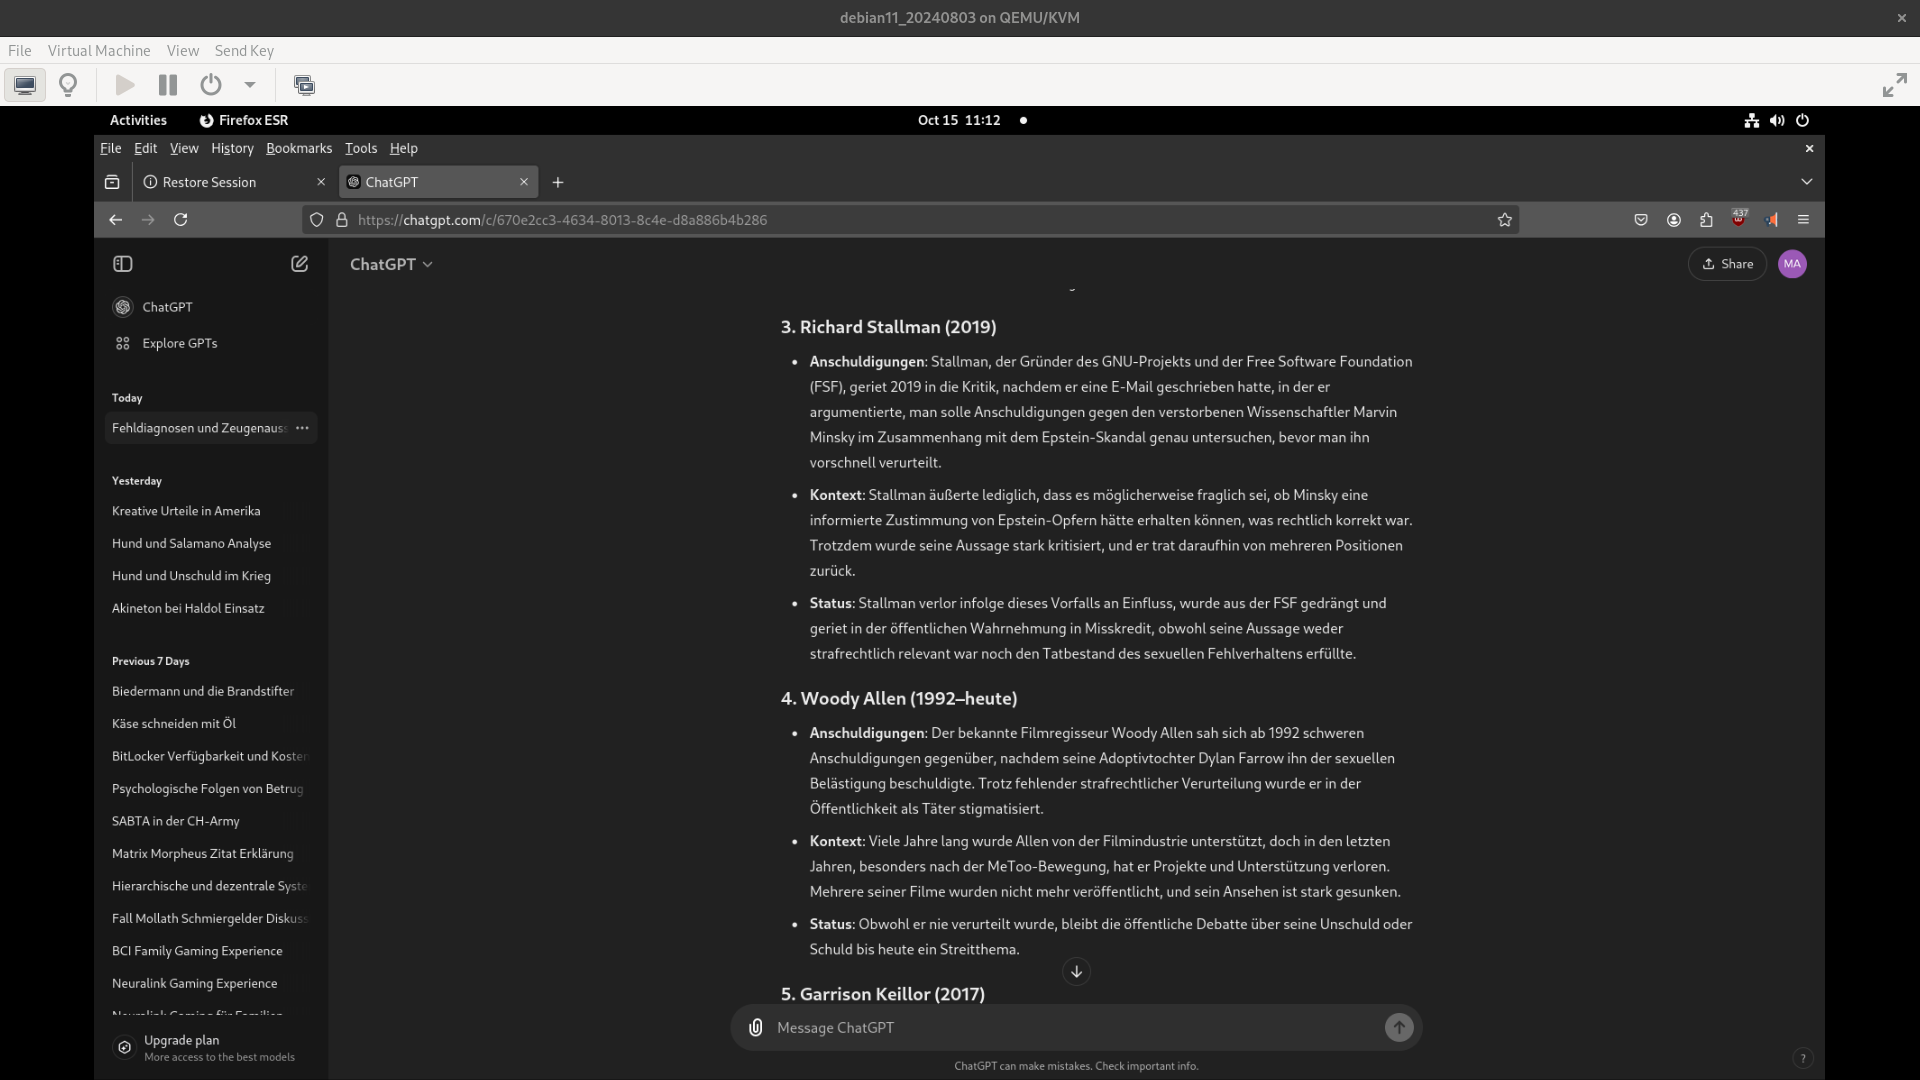 debian11_20240803 on QEMU/KVM
File Virtual Machine View Send Key
Activities Firefox ESR Oct 15 11:12
File Edit View History Bookmarks Tools Help
Restore Session ChatGPT
https://chatgpt.com/c/670e2cc3-4634-8013-8c4e-d8a886b4b286
437
ChatGPT
Explore GPTs
Today
Fehldiagnosen und Zeugenauss
Yesterday
Kreative Urteile in Amerika
Hund und Salamano Analyse
Hund und Unschuld im Krieg
Akineton bei Haldol Einsatz
Previous 7 Days
Biedermann und die Brandstifter
Käse schneiden mit Öl
BitLocker Verfügbarkeit und Kosten
Psychologische Folgen von Betrug
SABTA in der CH-Army
Matrix Morpheus Zitat Erklärung
Hierarchische und dezentrale Syste
Fall Mollath Schmiergelder Diskuss
BCI Family Gaming Experience
Neuralink Gaming Experience
Neuralink Gaming für Familien
Upgrade plan
More access to the best models
ChatGPT
Share
MA
3. Richard Stallman (2019)
Anschuldigungen: Stallman, der Gründer des GNU-Projekts und der Free Software Foundation
(FSF), geriet 2019 in die Kritik, nachdem er eine E-Mail geschrieben hatte, in der er
argumentierte, man solle Anschuldigungen gegen den verstorbenen Wissenschaftler Marvin
Minsky im Zusammenhang mit dem Epstein-Skandal genau untersuchen, bevor man ihn
vorschnell verurteilt.
Kontext: Stallman äußerte lediglich, dass es möglicherweise fraglich sei, ob Minsky eine
informierte Zustimmung von Epstein-Opfern hätte erhalten können, was rechtlich korrekt war.
Trotzdem wurde seine Aussage stark kritisiert, und er trat daraufhin von mehreren Positionen
zurück.
Status: Stallman verlor infolge dieses Vorfalls an Einfluss, wurde aus der FSF gedrängt und
geriet in der öffentlichen Wahrnehmung in Misskredit, obwohl seine Aussage weder
strafrechtlich relevant war noch den Tatbestand des sexuellen Fehlverhaltens erfüllte.
4. Woody Allen (1992–heute)
Anschuldigungen: Der bekannte Filmregisseur Woody Allen sah sich ab 1992 schweren
Anschuldigungen gegenüber, nachdem seine Adoptivtochter Dylan Farrow ihn der sexuellen
Belästigung beschuldigte. Trotz fehlender strafrechtlicher Verurteilung wurde er in der
Öffentlichkeit als Täter stigmatisiert.
Kontext: Viele Jahre lang wurde Allen von der Filmindustrie unterstützt, doch in den letzten
Jahren, besonders nach der MeToo-Bewegung, hat er Projekte und Unterstützung verloren.
Mehrere seiner Filme wurden nicht mehr veröffentlicht, und sein Ansehen ist stark gesunken.
Status: Obwohl er nie verurteilt wurde, bleibt die öffentliche Debatte über seine Unschuld oder
Schuld bis heute ein Streitthema.
5. Garrison Keillor (2017)
Message ChatGPT
ChatGPT can make mistakes. Check important info.
?